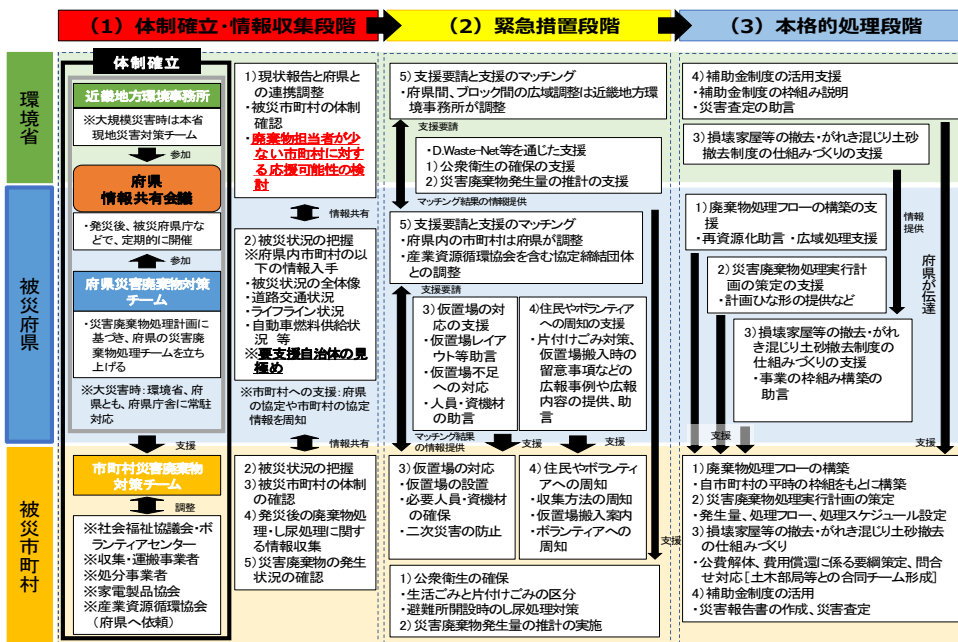 (1)体制確立・情報収集段階
(2)緊急措置段階
(3)本格的処理段階
環境省
被災府県
被災市町村
体制確立
近畿地方環境事務所
※大規模災害時は本省
現地災害対策チーム
参加
府県
情報共有会議
・発災後、被災府県庁な
どで、定期的に開催
参加
府県災害廃棄物対策
チーム
・災害廃棄物処理計画に
基づき、府県の災害廃
棄物処理チームを立ち
上げる
※大災害時:環境省、府
県とも、府県庁舎に常駐
対応
支援
市町村災害廃棄物
対策チーム
調整
※社会福祉協議会・ボ
ランティアセンター
※収集・運搬事業者
※処分事業者
※家電製品協会
※産業資源循環協会
(府県へ依頼)
1)現状報告と府県と
の連携調整
・被災市町村の体制
確認
・廃棄物担当者が少
ない市町村に対す
る応援可能性の検
討
情報共有
2)被災状況の把握
※府県内市町村の以
下の情報入手
・被災状況の全体像
・道路交通状況
・ライフライン状況
・自動車燃料供給状
況 等
※要支援自治体の見
極め
※市町村への支援:府県
の協定や市町村の協定
情報を周知
情報共有
2)被災状況の把握
3)被災市町村の体制
の確認
4)発災後の廃棄物処
理・し尿処理に関す
る情報収集
5)災害廃棄物の発生
状況の確認
5)支援要請と支援のマッチング
・府県間、ブロック間の広域調整は近畿地方環
境事務所が調整
支援要請
・D.Waste-Net等を通じた支援
1)公衆衛生の確保の支援
2)災害廃棄物発生量の推計の支援
マッチング結果の情報提供
5)支援要請と支援のマッチング
・府県内の市町村は府県が調整
・産業資源循環協会を含む協定締結団体
との調整
支援要請
3)仮置場の対
応の支援
・仮置場レイア
ウト等助言
・仮置場不足
への対応
・人員・資機材
の助言
4)住民やボランティア
への周知の支援
・片付けごみ対策、
仮置場搬入時の
留意事項などの
広報事例や広報
内容の提供、助
言
マッチング結果
の情報提供
支援
支援
3)仮置場の対応
・仮置場の設置
・必要人員・資機材
の確保
・二次災害の防止
4)住民やボランティ
アへの周知
・収集方法の周知
・仮置場搬入案内
・ボランティアへの
周知
支援
1)公衆衛生の確保
・生活ごみと片付けごみの区分
・避難所開設時のし尿処理対策
2)災害廃棄物発生量の推計の実施
4)補助金制度の活用支援
・補助金制度の枠組み説明
・災害査定の助言
3)損壊家屋等の撤去・がれき混じり土砂
撤去制度の仕組みづくりの支援
1)廃棄物処理フローの構築の支
援
・再資源化助言・広域処理支援
情報
提供
2)災害廃棄物処理実行計
画の策定の支援
・計画ひな形の提供など
府県が伝達
3)損壊家屋等の撤去・がれ
き混じり土砂撤去制度の
仕組みづくりの支援
・事業の枠組み構築の
助言
支援
支援
1)廃棄物処理フローの構築
・自市町村の平時の枠組をもとに構築
2)災害廃棄物処理実行計画の策定
・発生量、処理フロー、処理スケジュール設定
3)損壊家屋等の撤去・がれき混じり土砂撤去
の仕組みづくり
・公費解体、費用償還に係る要綱策定、問合
せ対応[土木部局等との合同チーム形成]
4)補助金制度の活用
・災害報告書の作成、災害査定